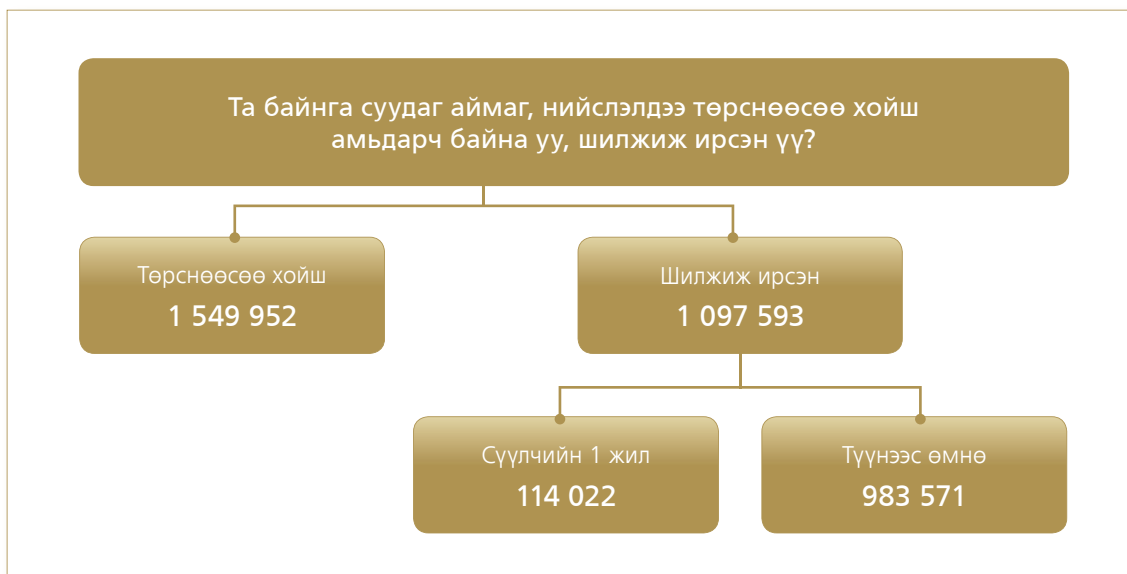 Та байнга суудаг аймаг, нийслэлдээ төрснөөсөө хойш
амьдарч байна уу, шилжиж ирсэн үү?
Төрснөөсөө хойш
1 549 952
Шилжиж ирсэн
1 097 593
Сүүлчийн 1 жил
114 022
Түүнээс өмнө
983 571